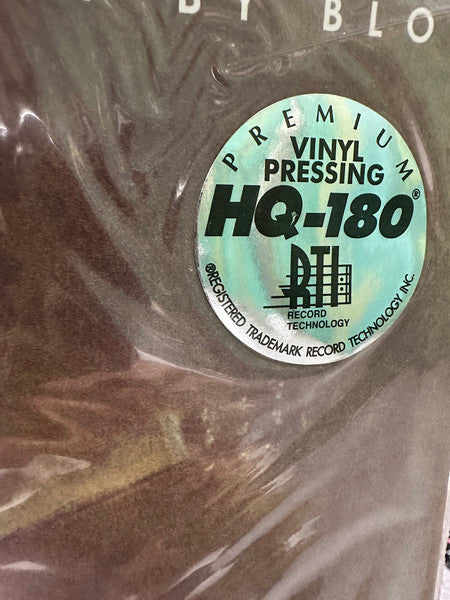 BY BLO
PREMIUM
VINYL
PRESSING
HQ-180®
RTI
RECORD
TECHNOLOGY
®REGISTERED TRADEMARK RECORD TECHNOLOGY INC.